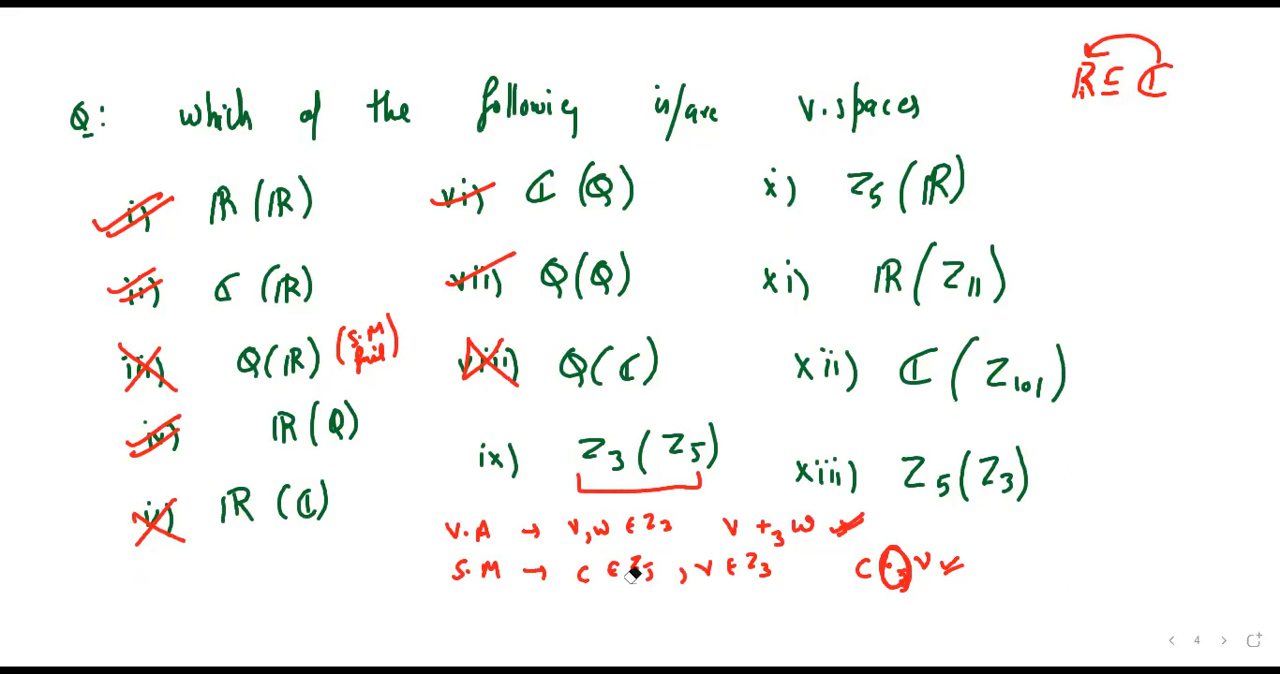 R ⊆ ℂ
Q: which of the following is/are v.spaces
i) ℝ (ℝ)
ii) ℂ (ℝ)
iii) Q(ℝ) (S.M fail)
iv) ℝ(Q)
v) ℝ (ℂ)
vi) ℂ (Q)
vii) Q(Q)
viii) Q(ℂ)
ix) Z₃ (Z₅)
x) Z₅ (ℝ)
xi) ℝ (Z₁₁)
xii) ℂ (Z₁₀₁)
xiii) Z₅(Z₃)
V.A → v, w ∈ Z₃ v +₃ w ✓
S.M → c ∈ Z₅, v ∈ Z₃ c ·₃ v ✓
< 4 >